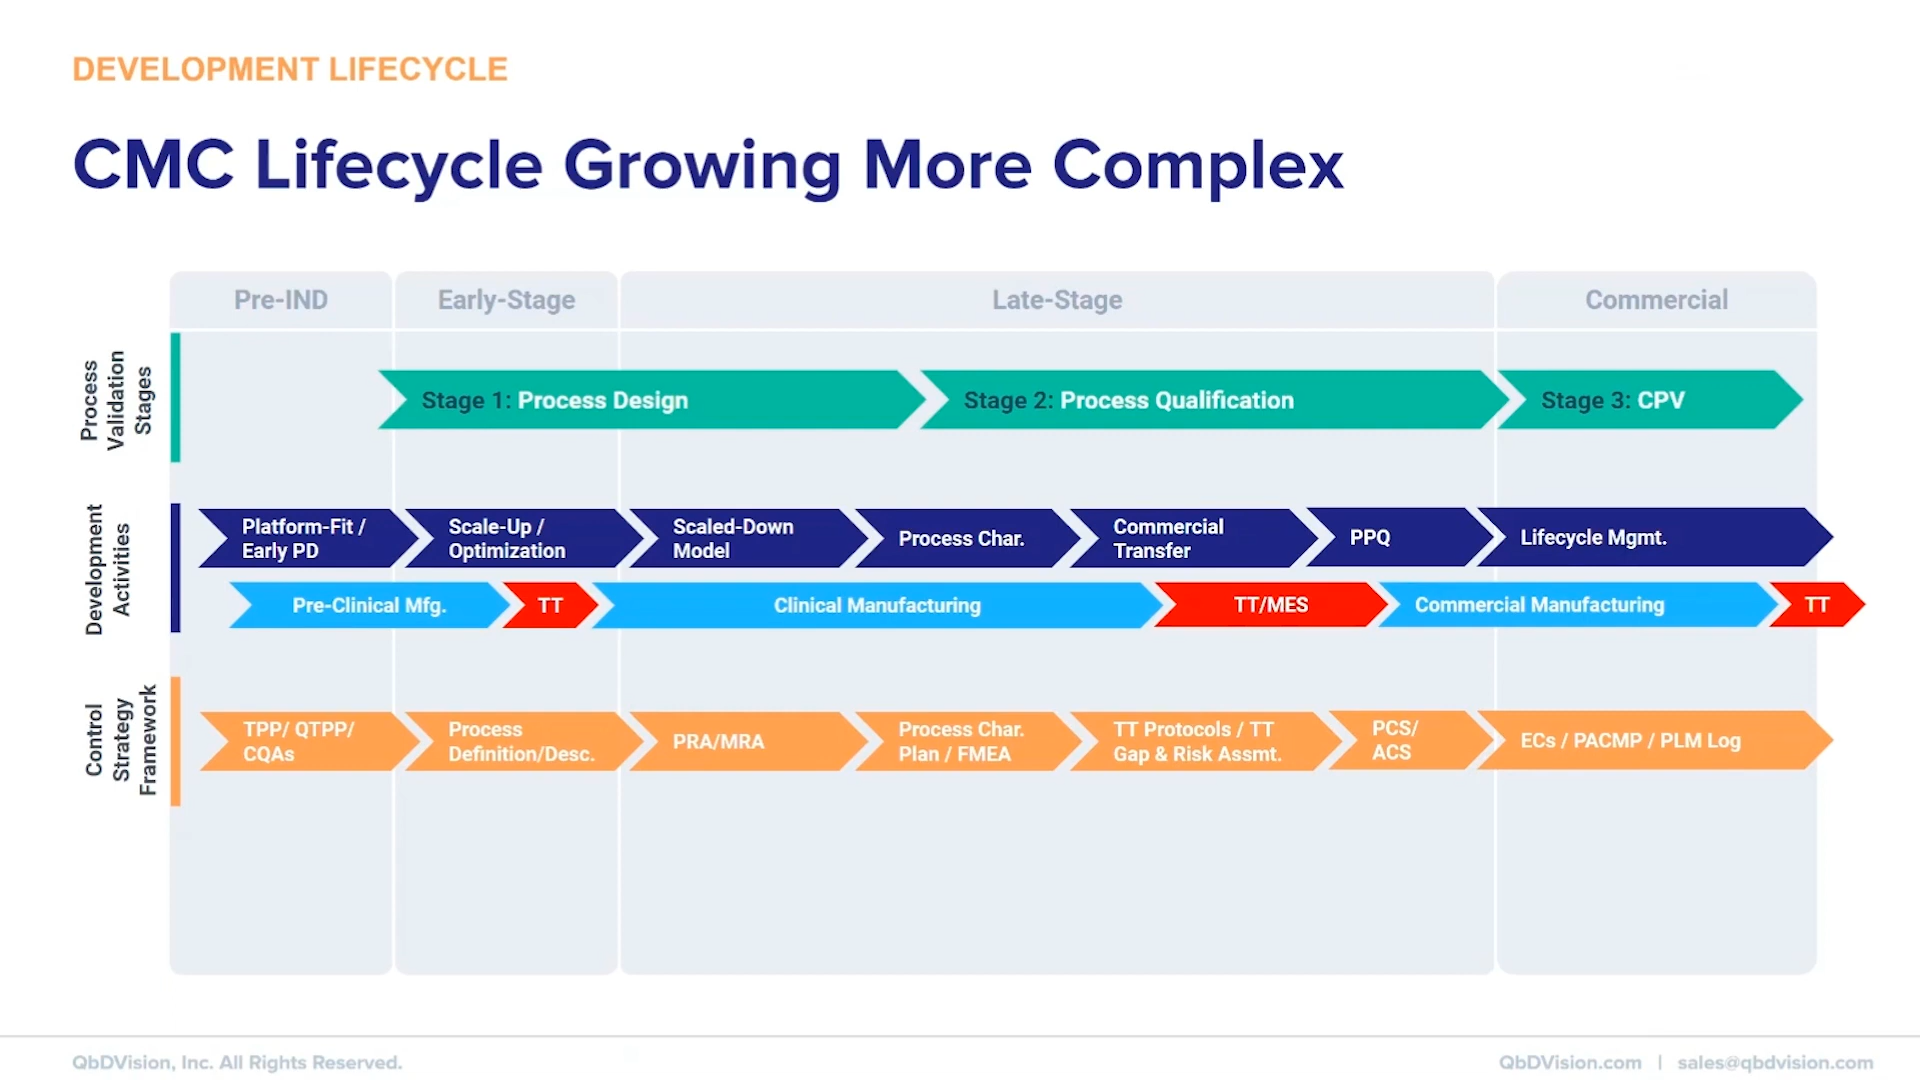 DEVELOPMENT LIFECYCLE
CMC Lifecycle Growing More Complex
Pre-IND
Early-Stage
Late-Stage
Commercial
Process
Validation
Stages
Stage 1: Process Design
Stage 2: Process Qualification
Stage 3: CPV
Development
Activities
Platform-Fit /
Early PD
Scale-Up /
Optimization
Scaled-Down
Model
Process Char.
Commercial
Transfer
PPQ
Lifecycle Mgmt.
Pre-Clinical Mfg.
TT
Clinical Manufacturing
TT/MES
Commercial Manufacturing
TT
Control
Strategy
Framework
TPP/ QTPP/
CQAs
Process
Definition/Desc.
PRA/MRA
Process Char.
Plan / FMEA
TT Protocols / TT
Gap & Risk Assmt.
PCS/
ACS
ECs / PACMP / PLM Log
QbDVision, Inc. All Rights Reserved.
QbDVision.com | sales@qbdvision.com